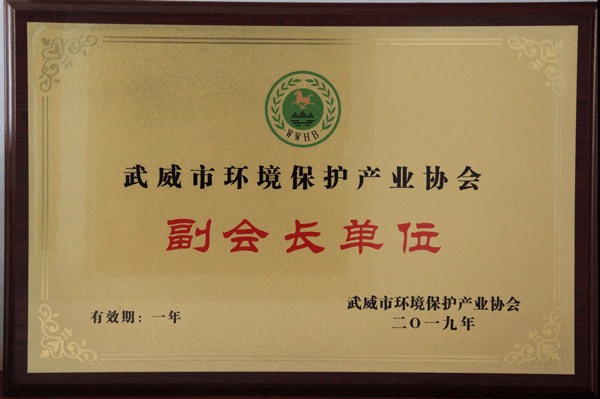 WWHB
武威市环境保护产业协会
副会长单位
有效期：一年
武威市环境保护产业协会
二〇一九年